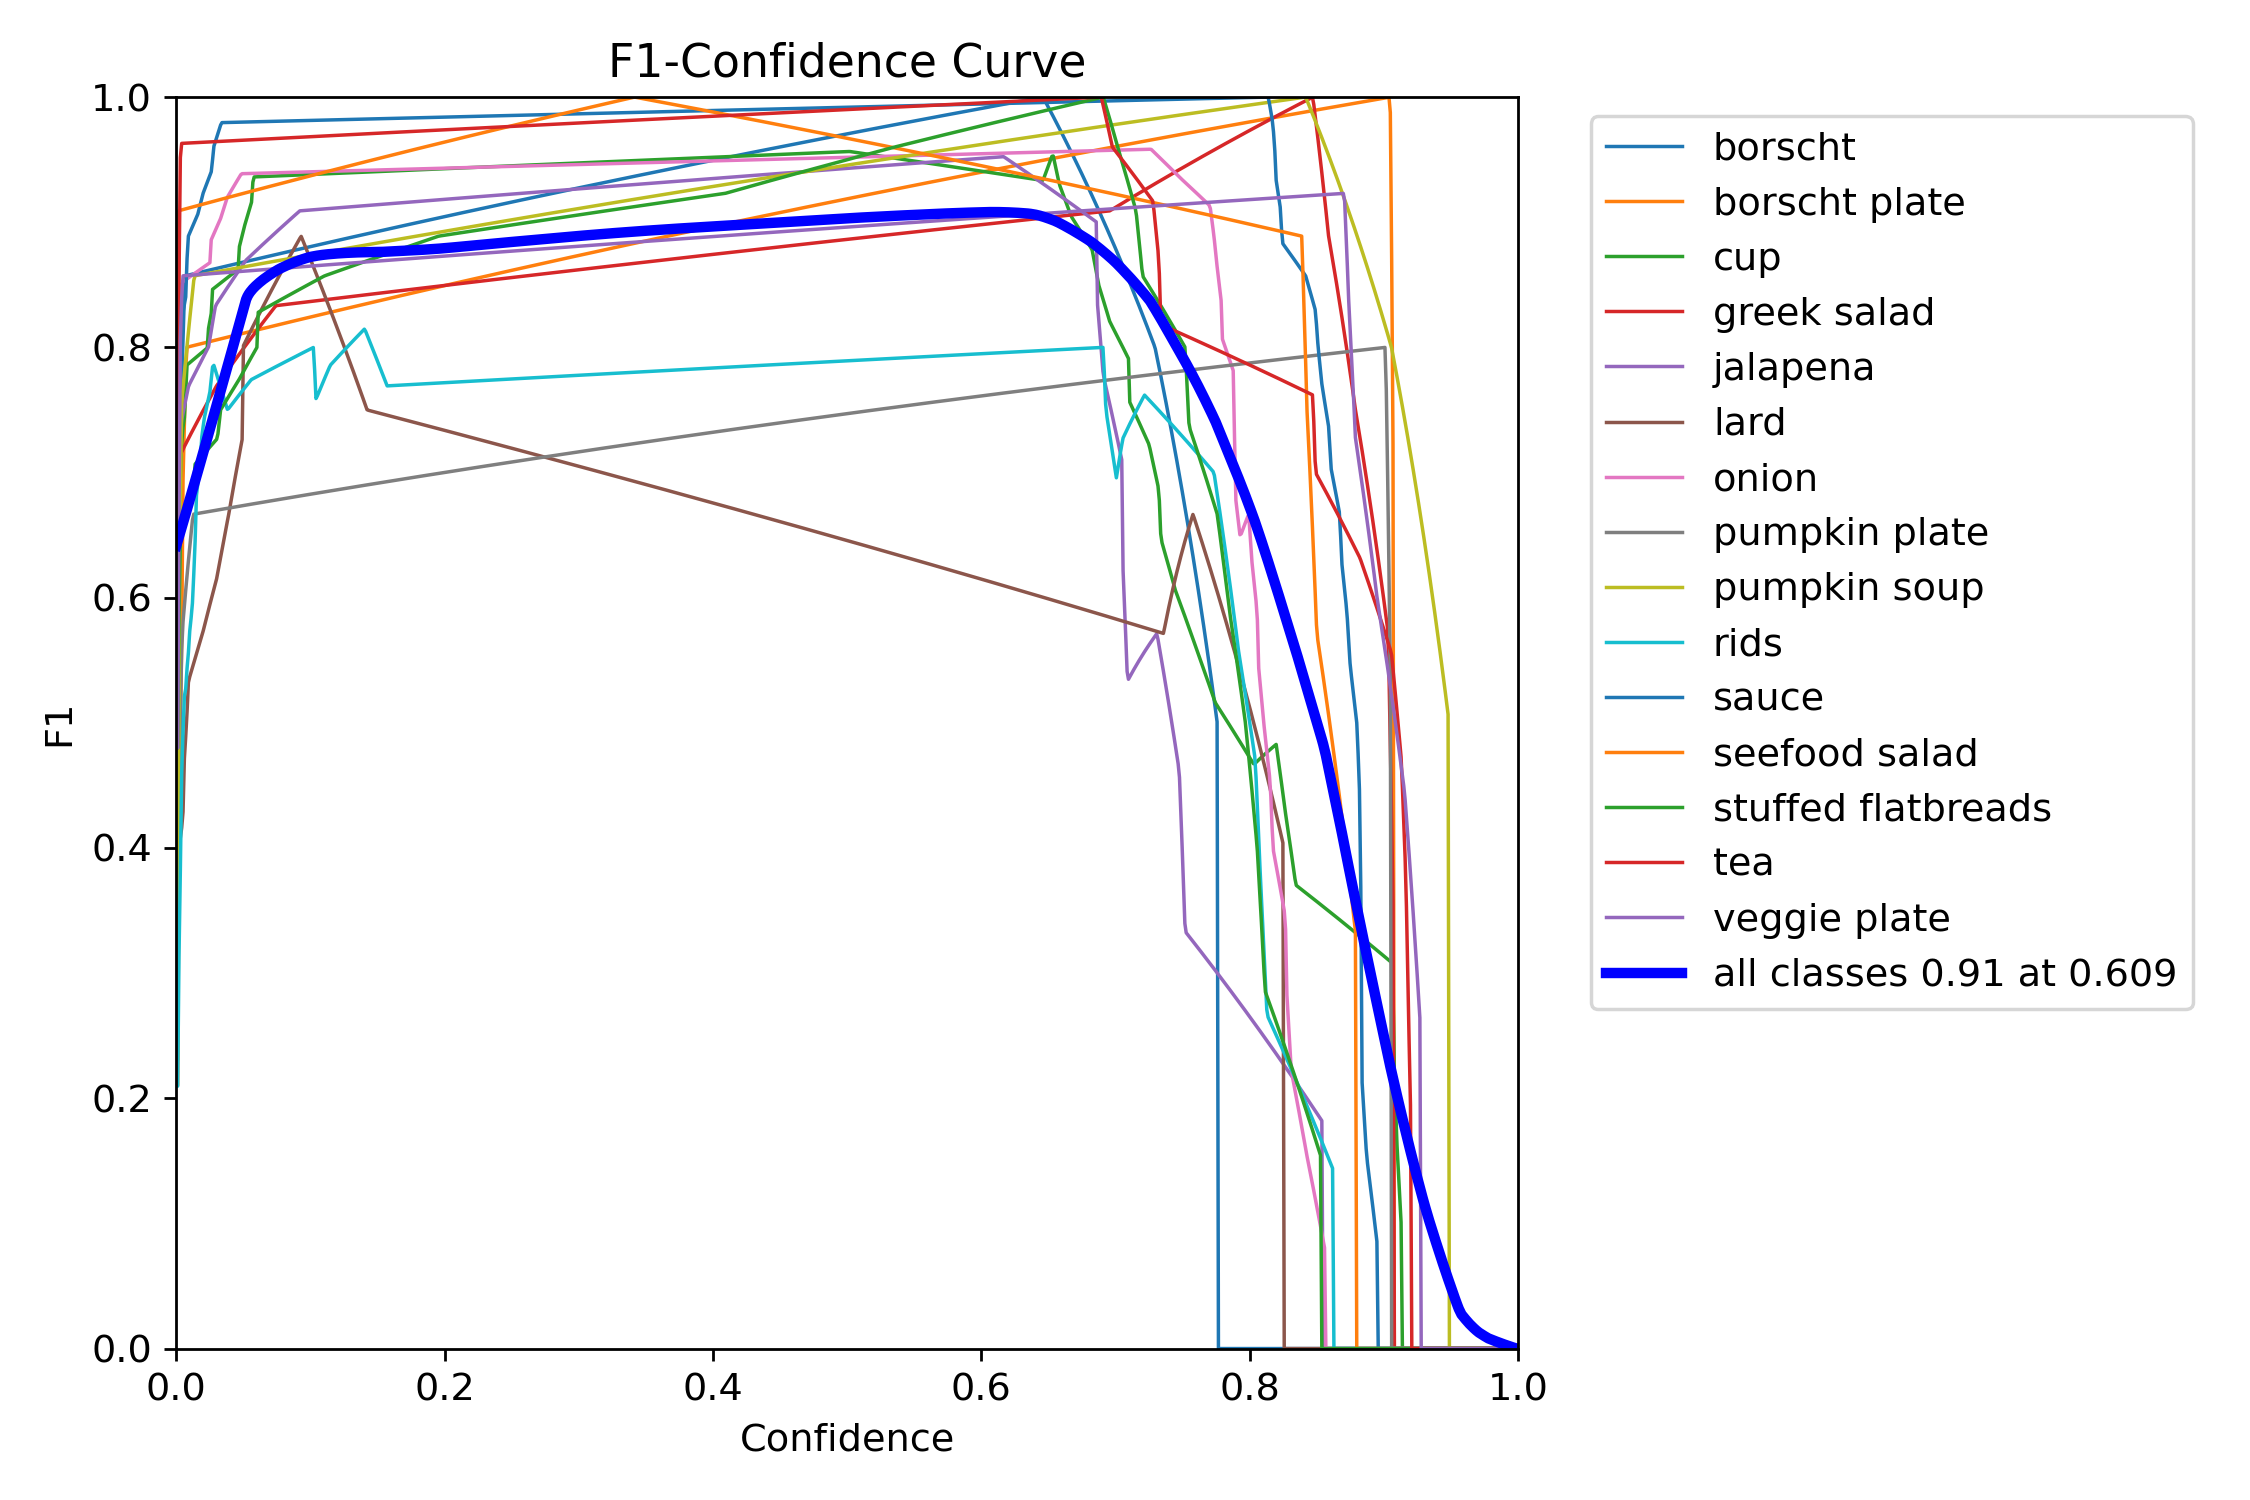 F1-Confidence Curve
1.0
0.8
0.6
0.4
0.2
0.0
F1
0.0 0.2 0.4 0.6 0.8 1.0
Confidence
borscht
borscht plate
cup
greek salad
jalapena
lard
onion
pumpkin plate
pumpkin soup
rids
sauce
seefood salad
stuffed flatbreads
tea
veggie plate
all classes 0.91 at 0.609